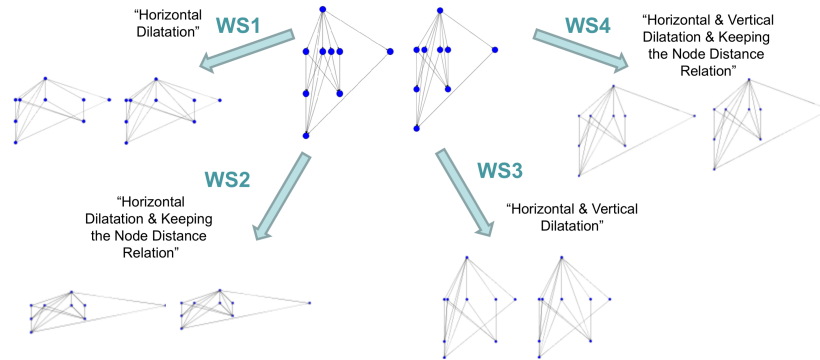 “Horizontal
Dilatation”
WS1
WS4
“Horizontal & Vertical
Dilatation & Keeping
the Node Distance
Relation”
WS2
“Horizontal
Dilatation & Keeping
the Node Distance
Relation”
WS3
“Horizontal & Vertical
Dilatation”